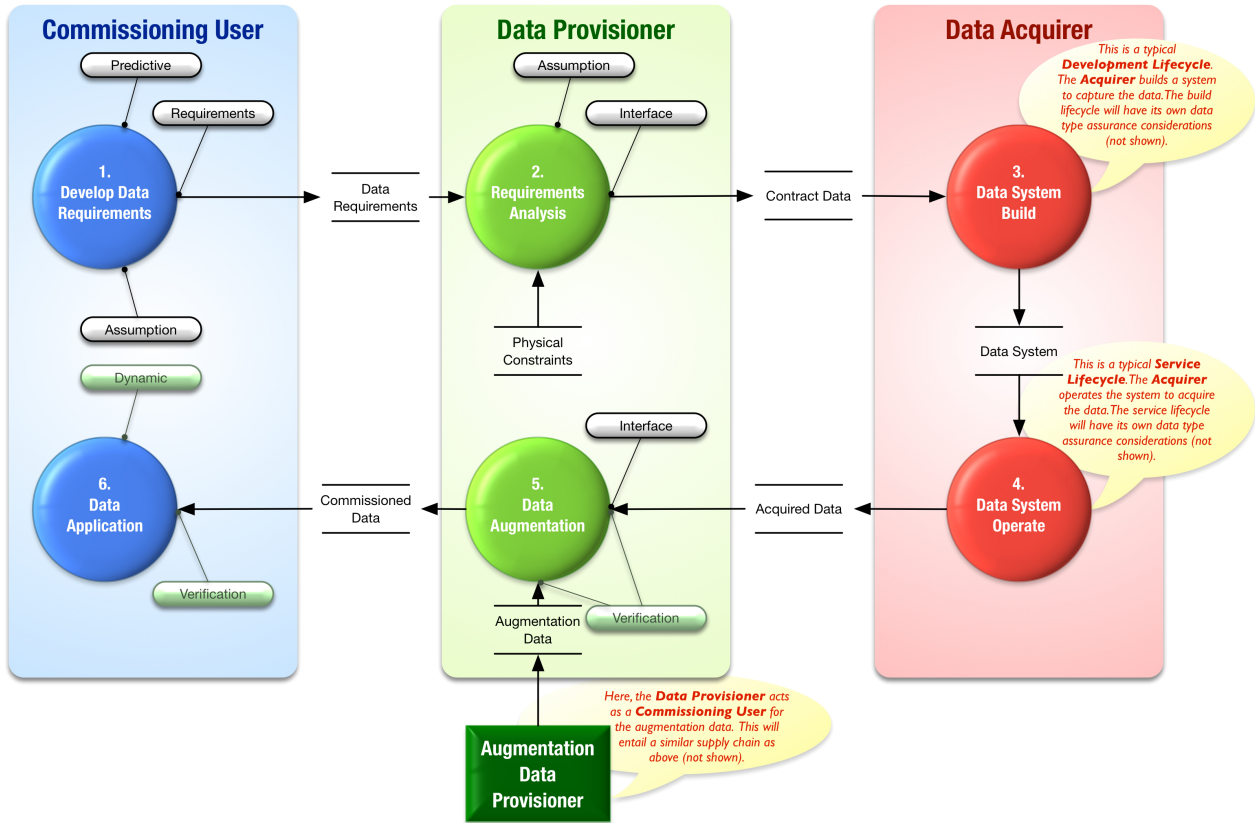 Commissioning User
Data Provisioner
Data Acquirer
Predictive
Requirements
1.
Develop Data
Requirements
Assumption
Data
Requirements
Assumption
Interface
2.
Requirements
Analysis
Physical
Constraints
Contract Data
This is a typical
Development Lifecycle.
The Acquirer builds a system
to capture the data.The build
lifecycle will have its own data
type assurance considerations
(not shown).
3.
Data System
Build
Data System
This is a typical Service
Lifecycle.The Acquirer
operates the system to acquire
the data.The service lifecycle
will have its own data type
assurance considerations (not
shown).
4.
Data System
Operate
Acquired Data
Interface
5.
Data
Augmentation
Verification
Augmentation
Data
Commissioned
Data
Dynamic
6.
Data
Application
Verification
Here, the Data Provisioner acts
as a Commissioning User for
the augmentation data. This will
entail a similar supply chain as
above (not shown).
Augmentation
Data
Provisioner